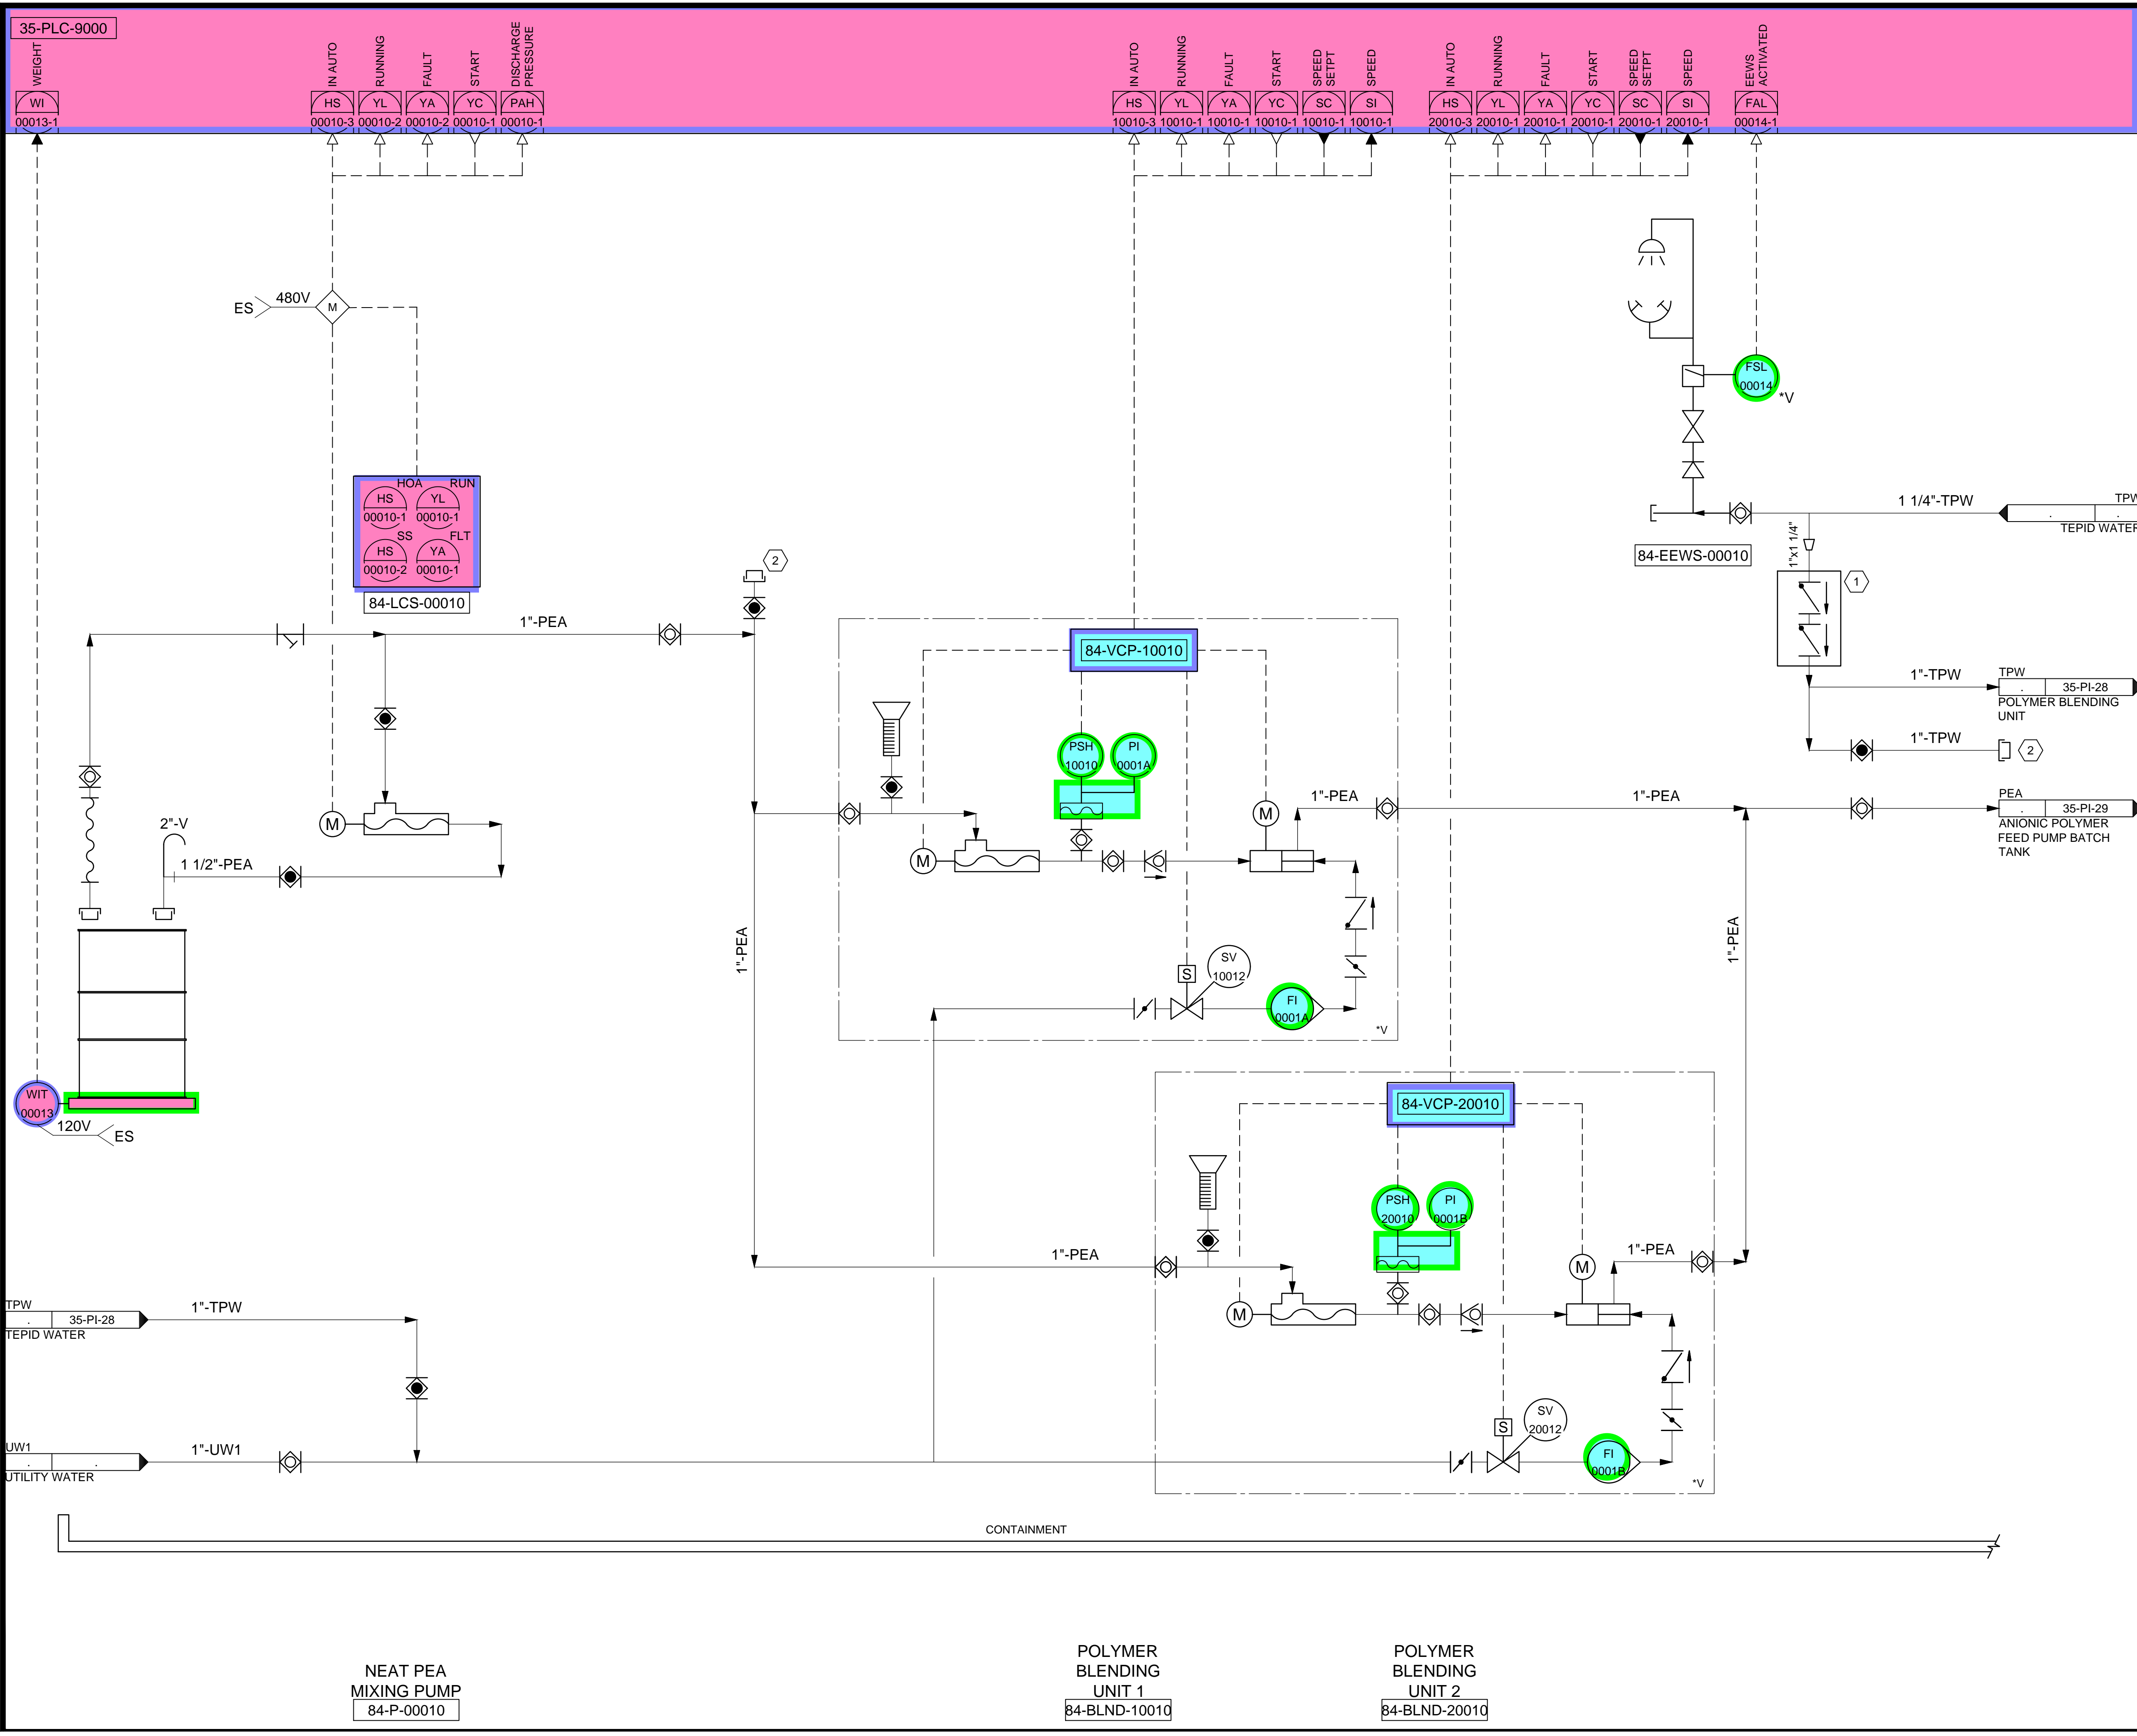 35-PLC-9000
WEIGHT
IN AUTO
RUNNING
FAULT
START
DISCHARGE
PRESSURE
IN AUTO
RUNNING
FAULT
START
SPEED
SETPT
SPEED
IN AUTO
RUNNING
FAULT
START
SPEED
SETPT
SPEED
EEWS
ACTIVATED
WI
00013-1
HS
00010-3
YL
00010-2
YA
00010-2
YC
00010-1
PAH
00010-1
HS
10010-3
YL
10010-1
YA
10010-1
YC
10010-1
SC
10010-1
SI
10010-1
HS
20010-3
YL
20010-1
YA
20010-1
YC
20010-1
SC
20010-1
SI
20010-1
FAL
00014-1
ES
480V
M
FSL
00014
*V
HOA
RUN
HS
00010-1
YL
00010-1
SS
FLT
HS
00010-2
YA
00010-1
84-LCS-00010
1 1/4"-TPW
TPW
.
.
TEPID WATER
84-EEWS-00010
1"x1 1/4"
1
2
1"-PEA
84-VCP-10010
1"-TPW
TPW
.
35-PI-28
POLYMER BLENDING
UNIT
1"-TPW
2
PSH
10010
PI
0001A
M
1"-PEA
1"-PEA
PEA
.
35-PI-29
ANIONIC POLYMER
FEED PUMP BATCH
TANK
M
2"-V
1 1/2"-PEA
M
1"-PEA
1"-PEA
SV
10012
S
FI
0001A
*V
WIT
00013
120V
ES
84-VCP-20010
PSH
20010
PI
0001B
1"-PEA
M
1"-PEA
M
TPW
.
35-PI-28
TEPID WATER
1"-TPW
SV
20012
S
FI
0001B
*V
UW1
.
.
UTILITY WATER
1"-UW1
CONTAINMENT
NEAT PEA
MIXING PUMP
84-P-00010
POLYMER
BLENDING
UNIT 1
84-BLND-10010
POLYMER
BLENDING
UNIT 2
84-BLND-20010